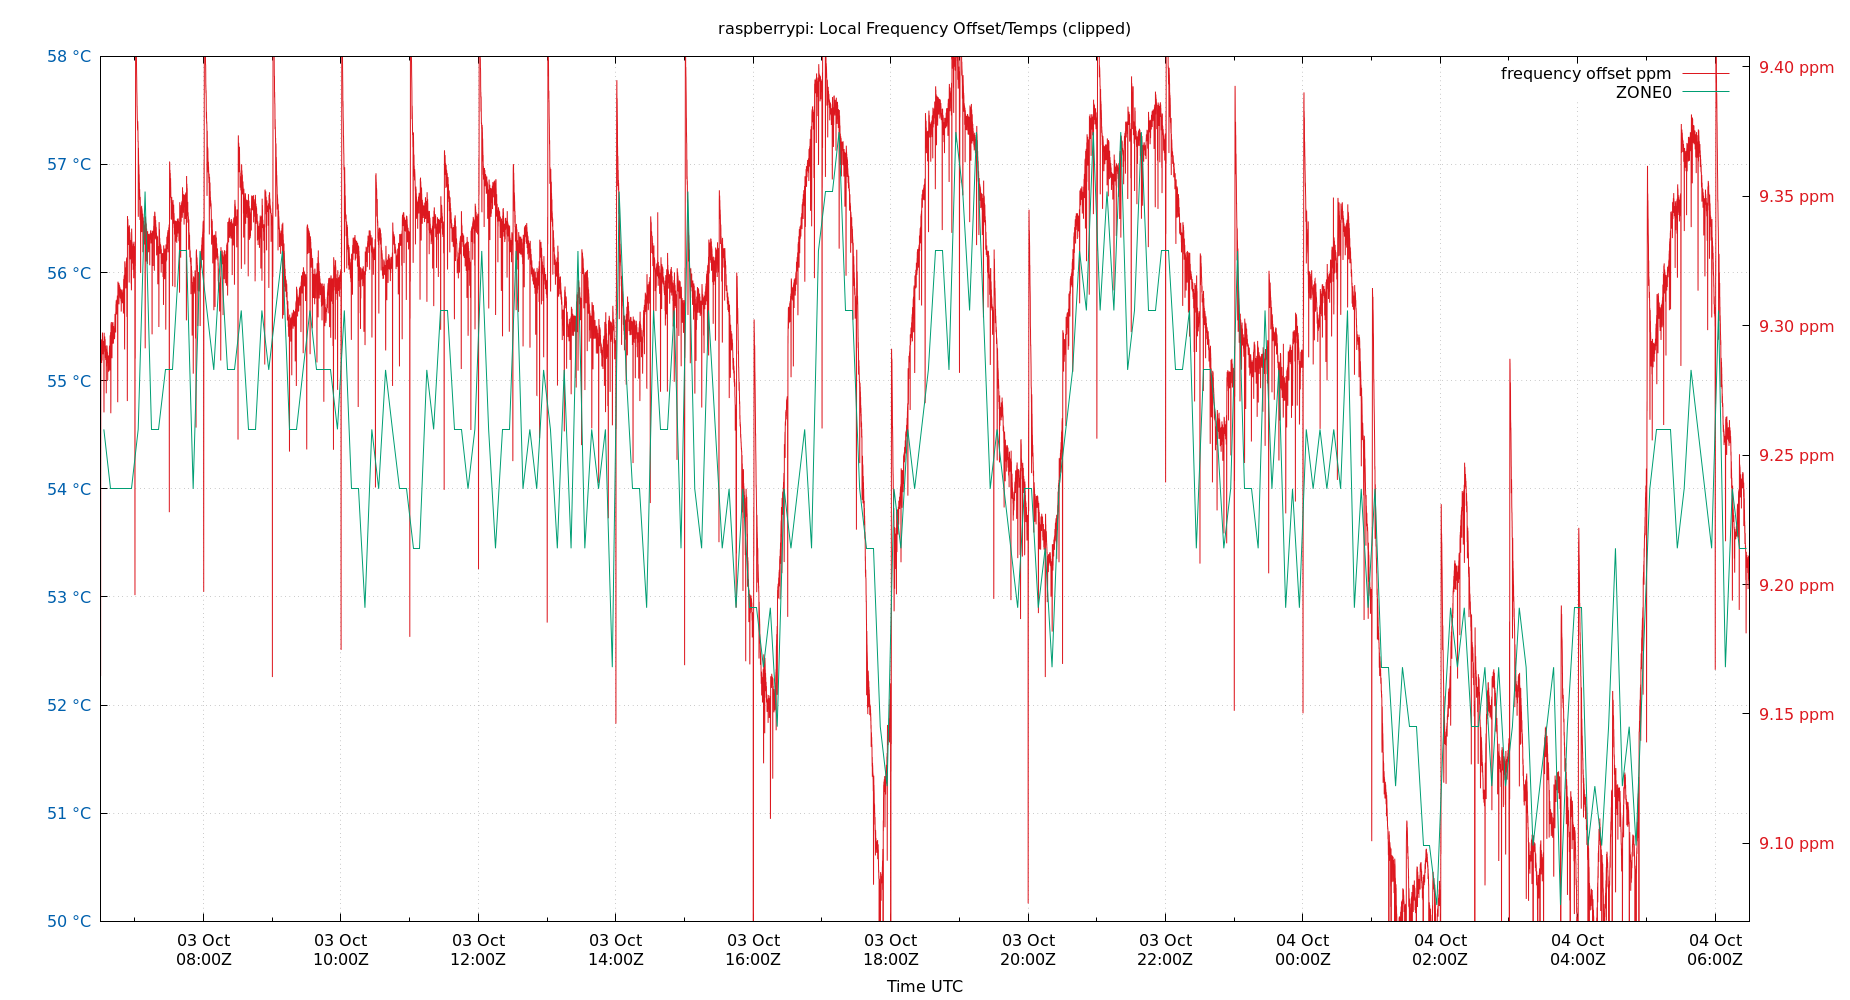 raspberrypi: Local Frequency Offset/Temps (clipped)
58 °C
57 °C
56 °C
55 °C
54 °C
53 °C
52 °C
51 °C
50 °C
frequency offset ppm
ZONE0
9.40 ppm
9.35 ppm
9.30 ppm
9.25 ppm
9.20 ppm
9.15 ppm
9.10 ppm
03 Oct 03 Oct 03 Oct 03 Oct 03 Oct 03 Oct 03 Oct 03 Oct 04 Oct 04 Oct 04 Oct 04 Oct
08:00Z 10:00Z 12:00Z 14:00Z 16:00Z 18:00Z 20:00Z 22:00Z 00:00Z 02:00Z 04:00Z 06:00Z
Time UTC